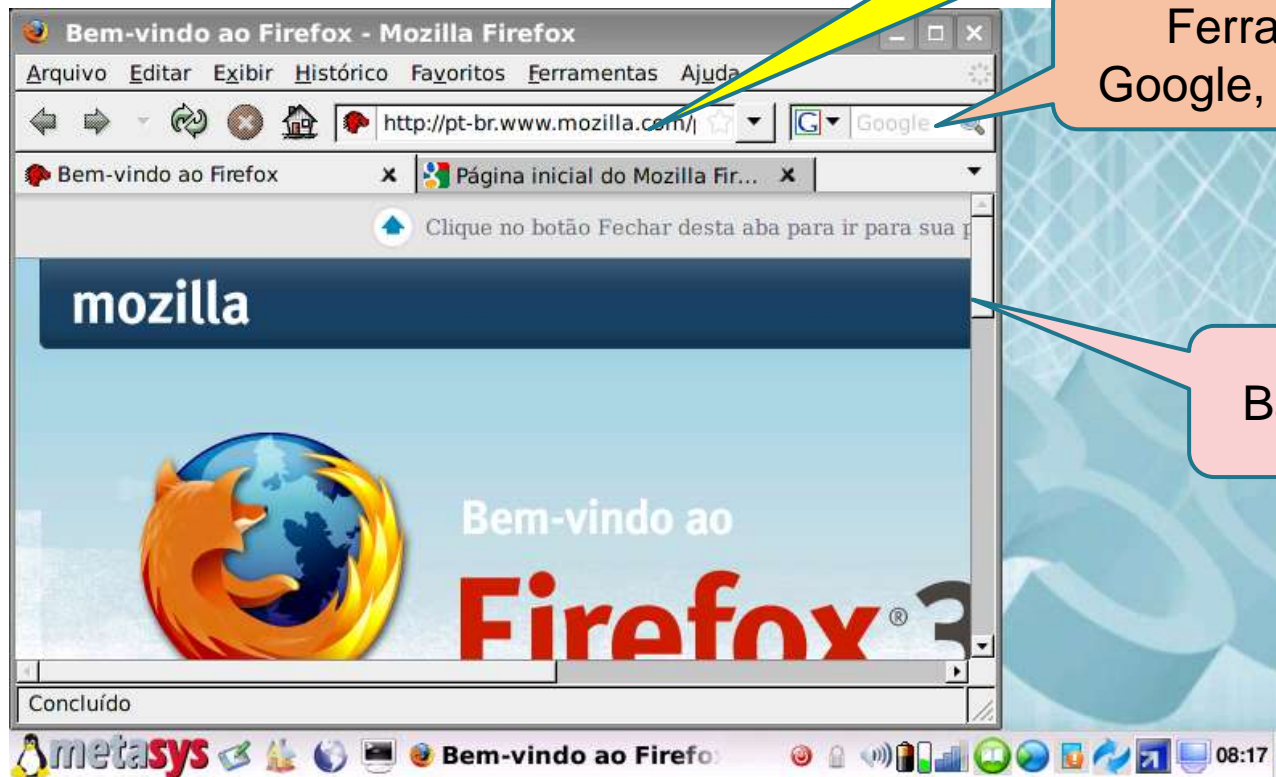 Bem-vindo ao Firefox - Mozilla Firefox
Arquivo Editar Exibir Histórico Favoritos Ferramentas Ajuda
http://pt-br.www.mozilla.com/ Google
Bem-vindo ao Firefox Página inicial do Mozilla Fir...
Clique no botão Fechar desta aba para ir para sua
mozilla
Bem-vindo ao
Firefox® 3
Concluído
metasys Bem-vindo ao Firefo 08:17
Ferra
Google,
B